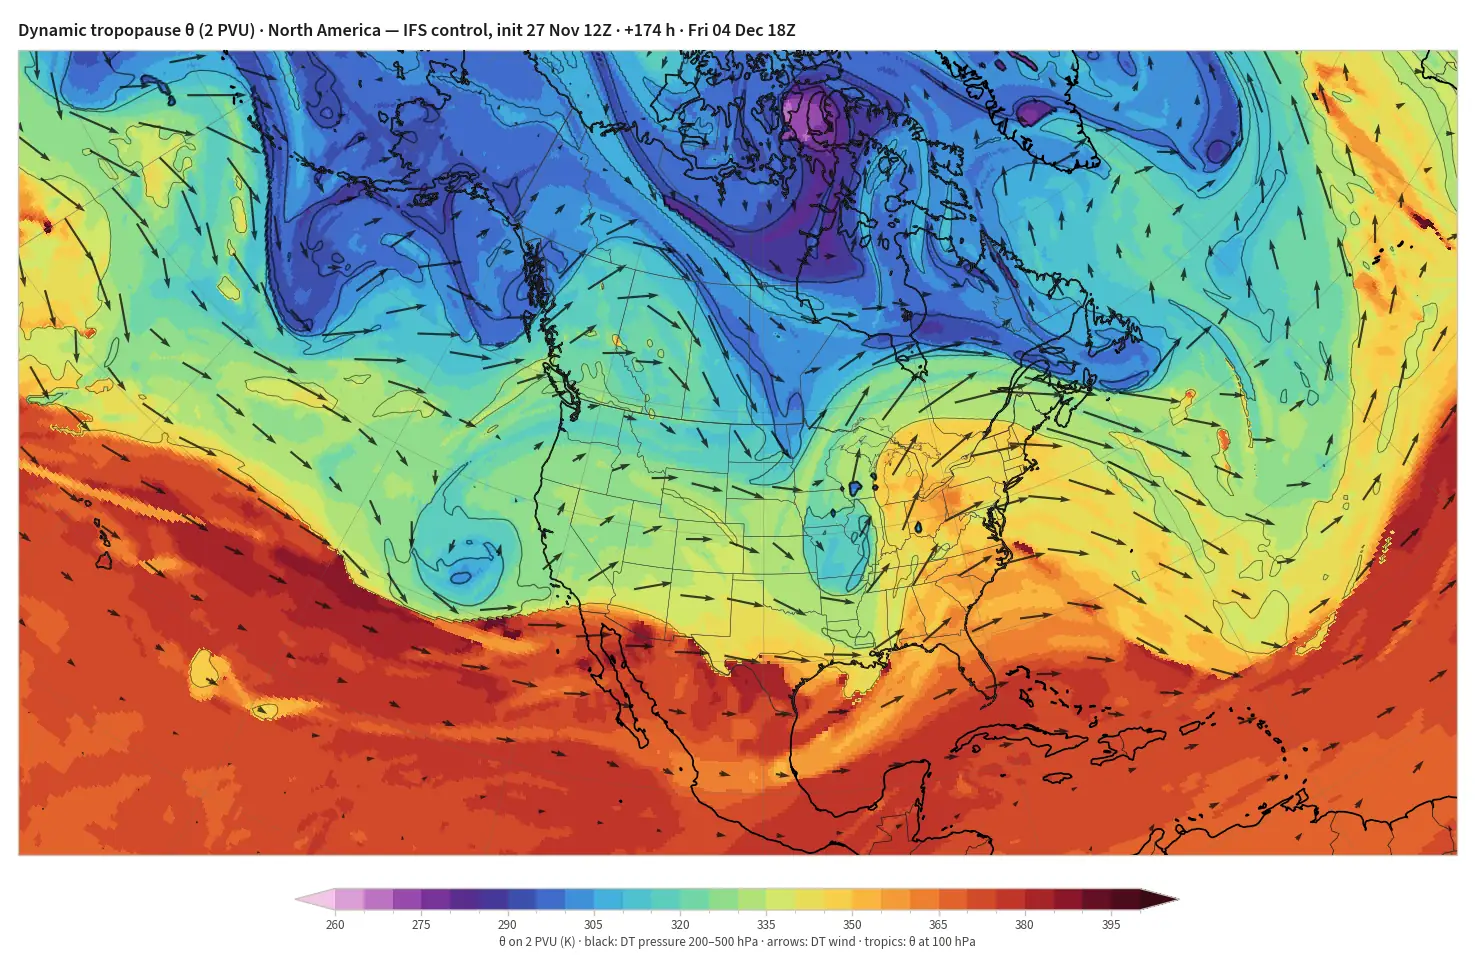 Dynamic tropopause θ (2 PVU) · North America — IFS control, init 27 Nov 12Z · +174 h · Fri 04 Dec 18Z
260 275 290 305 320 335 350 365 380 395
θ on 2 PVU (K) · black: DT pressure 200–500 hPa · arrows: DT wind · tropics: θ at 100 hPa